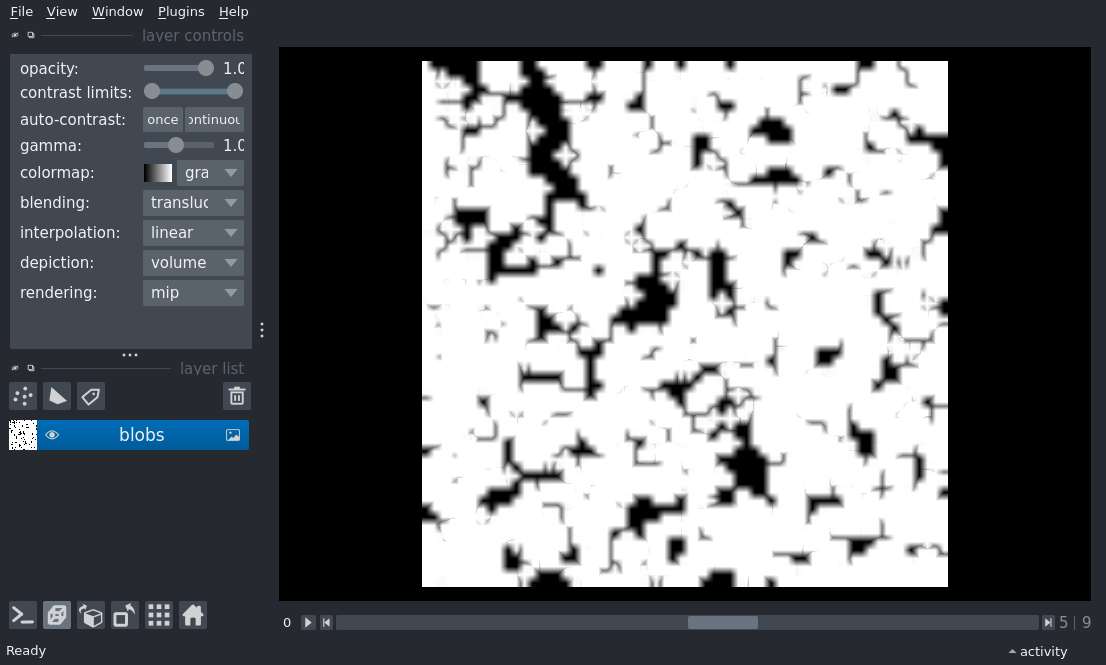 File View Window Plugins Help
layer controls
opacity: 1.0
contrast limits:
auto-contrast: once ontinuou
gamma: 1.0
colormap: gra
blending: transluc
interpolation: linear
depiction: volume
rendering: mip
layer list
blobs
0 5 | 9
Ready activity